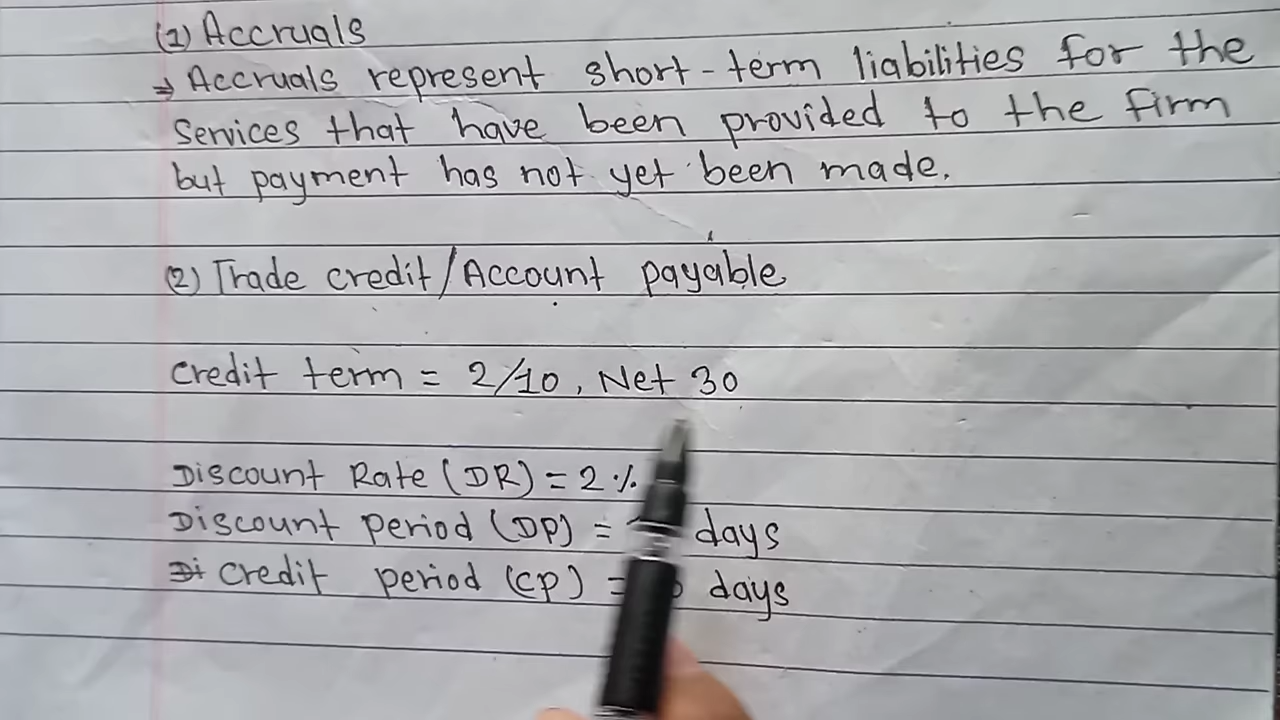 (1) Accruals
⇒ Accruals represent short-term liabilities for the
Services that have been provided to the firm
but payment has not yet been made.
(2) Trade credit/Account payable
Credit term = 2/10, Net 30
Discount Rate (DR) = 2%
Discount period (DP) = days
Credit period (CP) = days